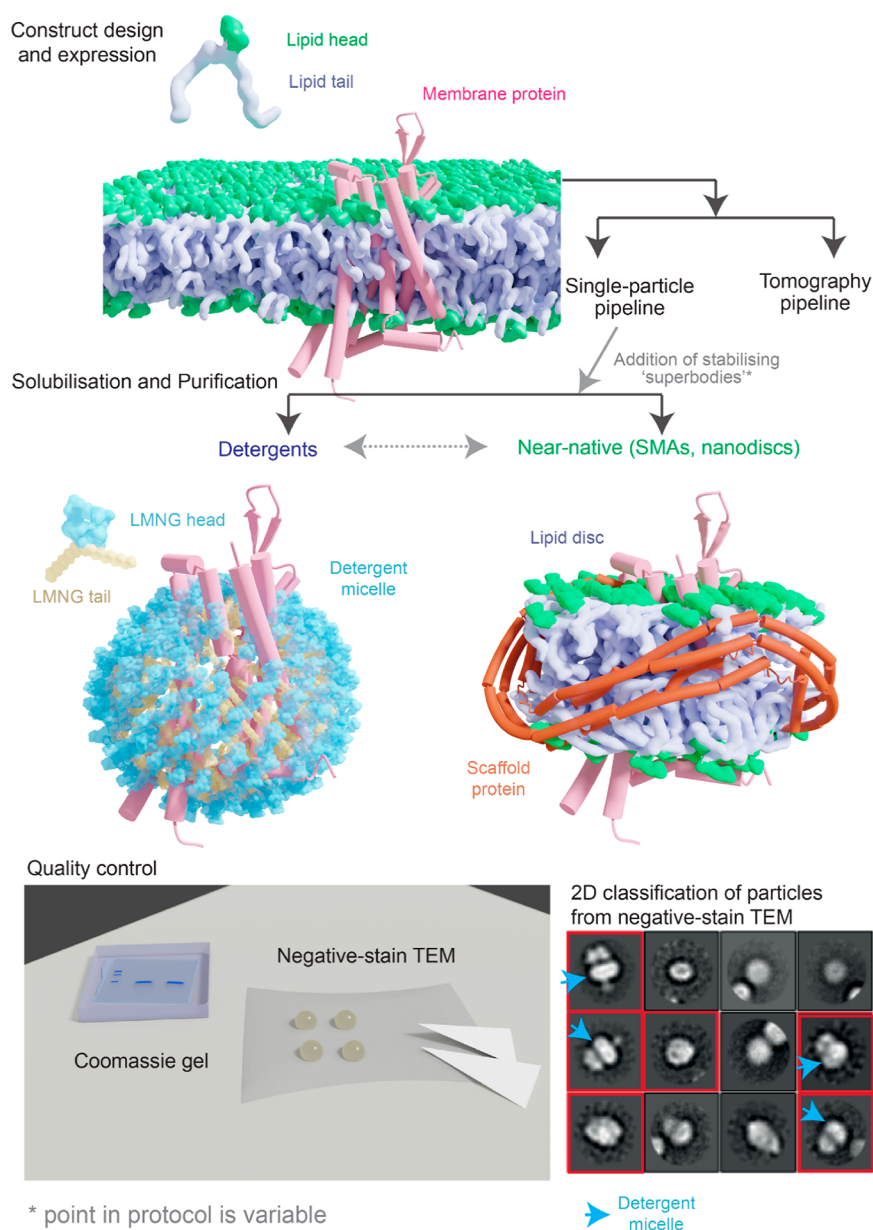 Construct design
and expression
Lipid head
Lipid tail
Membrane protein
Single-particle
pipeline
Tomography
pipeline
Addition of stabilising
‘superbodies’*
Solubilisation and Purification
Detergents
Near-native (SMAs, nanodiscs)
LMNG head
LMNG tail
Detergent
micelle
Lipid disc
Scaffold
protein
Quality control
Negative-stain TEM
Coomassie gel
2D classification of particles
from negative-stain TEM
* point in protocol is variable
Detergent
micelle